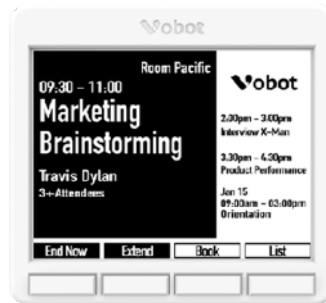 Vobot
Room Pacific
09:30 – 11:00
Marketing
Brainstorming
Travis Dylan
3+Attendees
Vobot
2:30pm – 3:00pm
Interview X-Man
3.30pm – 4:30pm
Product Performance
Jan 15
09:00am – 03:00pm
Orientation
End Now
Extend
Book
List